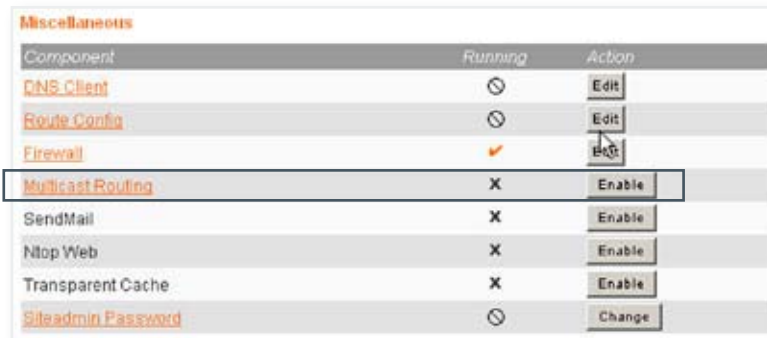 Miscellaneous
Component Running Action
DNS Client Edit
Route Config Edit
Firewall Edit
Multicast Routing X Enable
SendMail X Enable
Ntop Web X Enable
Transparent Cache X Enable
Siteadmin Password Change